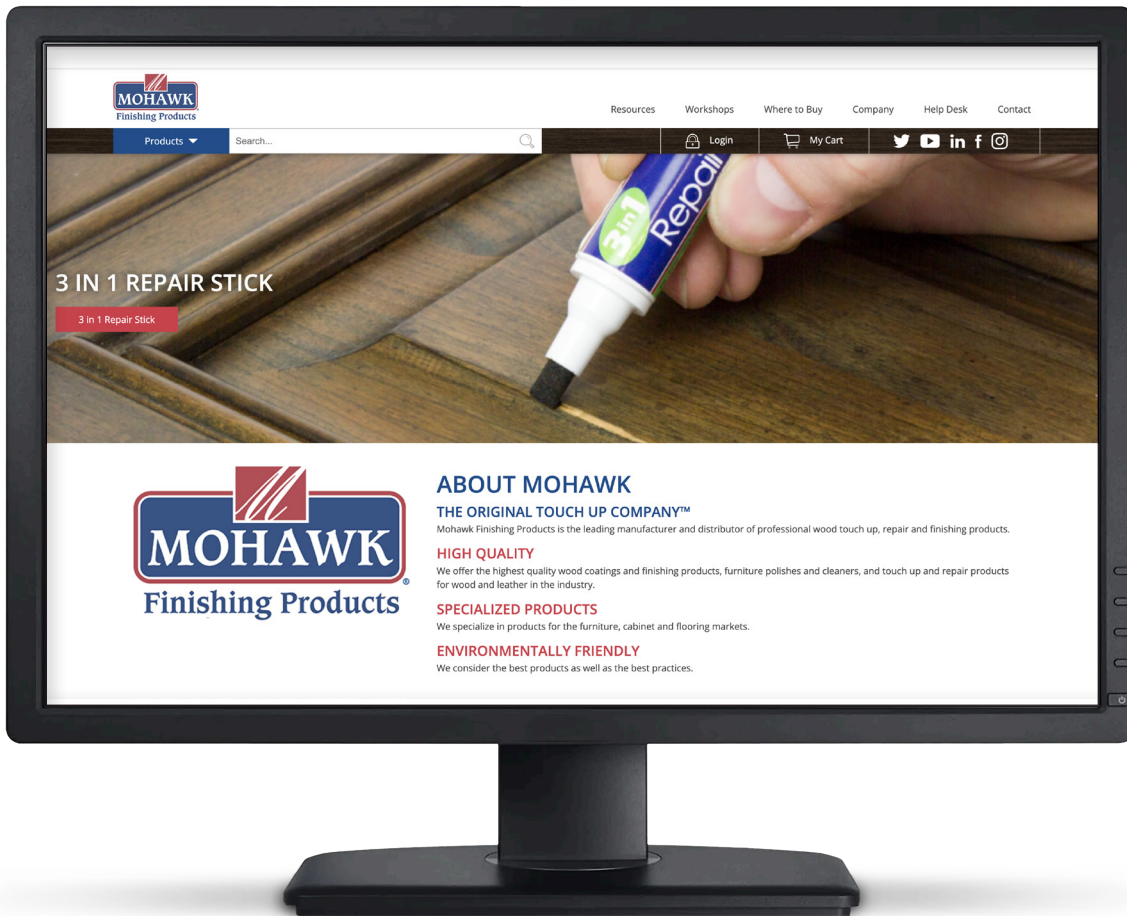 MOHAWK
Finishing Products
Resources Workshops Where to Buy Company Help Desk Contact
Products Search... Login My Cart
3 in 1 Repair
3 IN 1 REPAIR STICK
3 in 1 Repair Stick
MOHAWK
Finishing Products
ABOUT MOHAWK
THE ORIGINAL TOUCH UP COMPANY™
Mohawk Finishing Products is the leading manufacturer and distributor of professional wood touch up, repair and finishing products.
HIGH QUALITY
We offer the highest quality wood coatings and finishing products, furniture polishes and cleaners, and touch up and repair products
for wood and leather in the industry.
SPECIALIZED PRODUCTS
We specialize in products for the furniture, cabinet and flooring markets.
ENVIRONMENTALLY FRIENDLY
We consider the best products as well as the best practices.